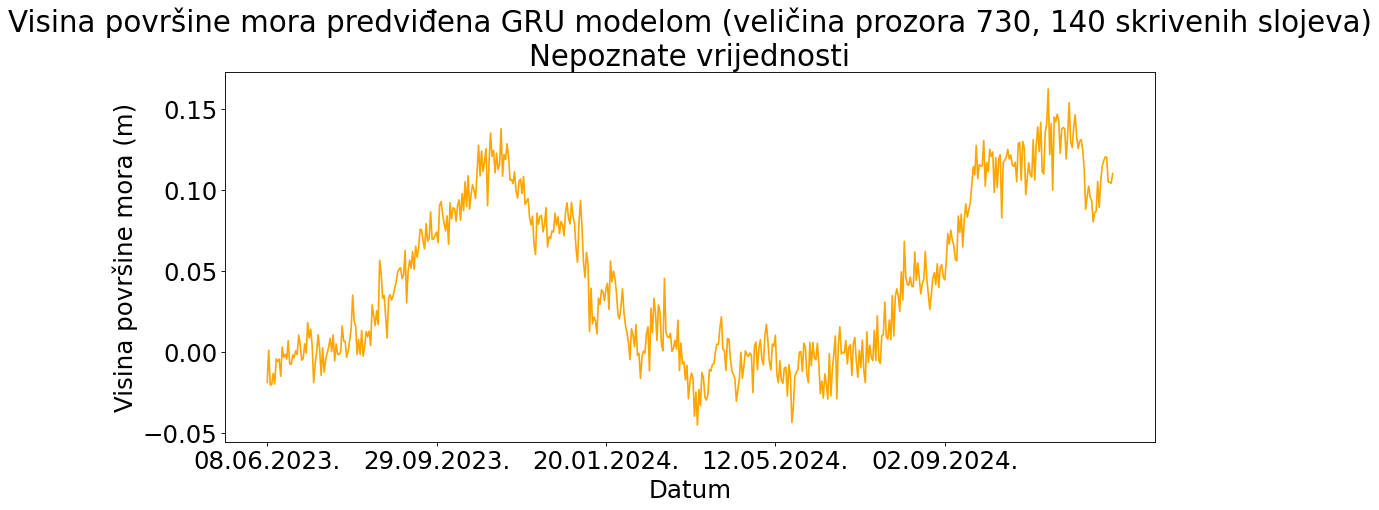 Visina površine mora predviđena GRU modelom (veličina prozora 730, 140 skrivenih slojeva)
Nepoznate vrijednosti
Visina površine mora (m)
0.15
0.10
0.05
0.00
−0.05
08.06.2023. 29.09.2023. 20.01.2024. 12.05.2024. 02.09.2024.
Datum